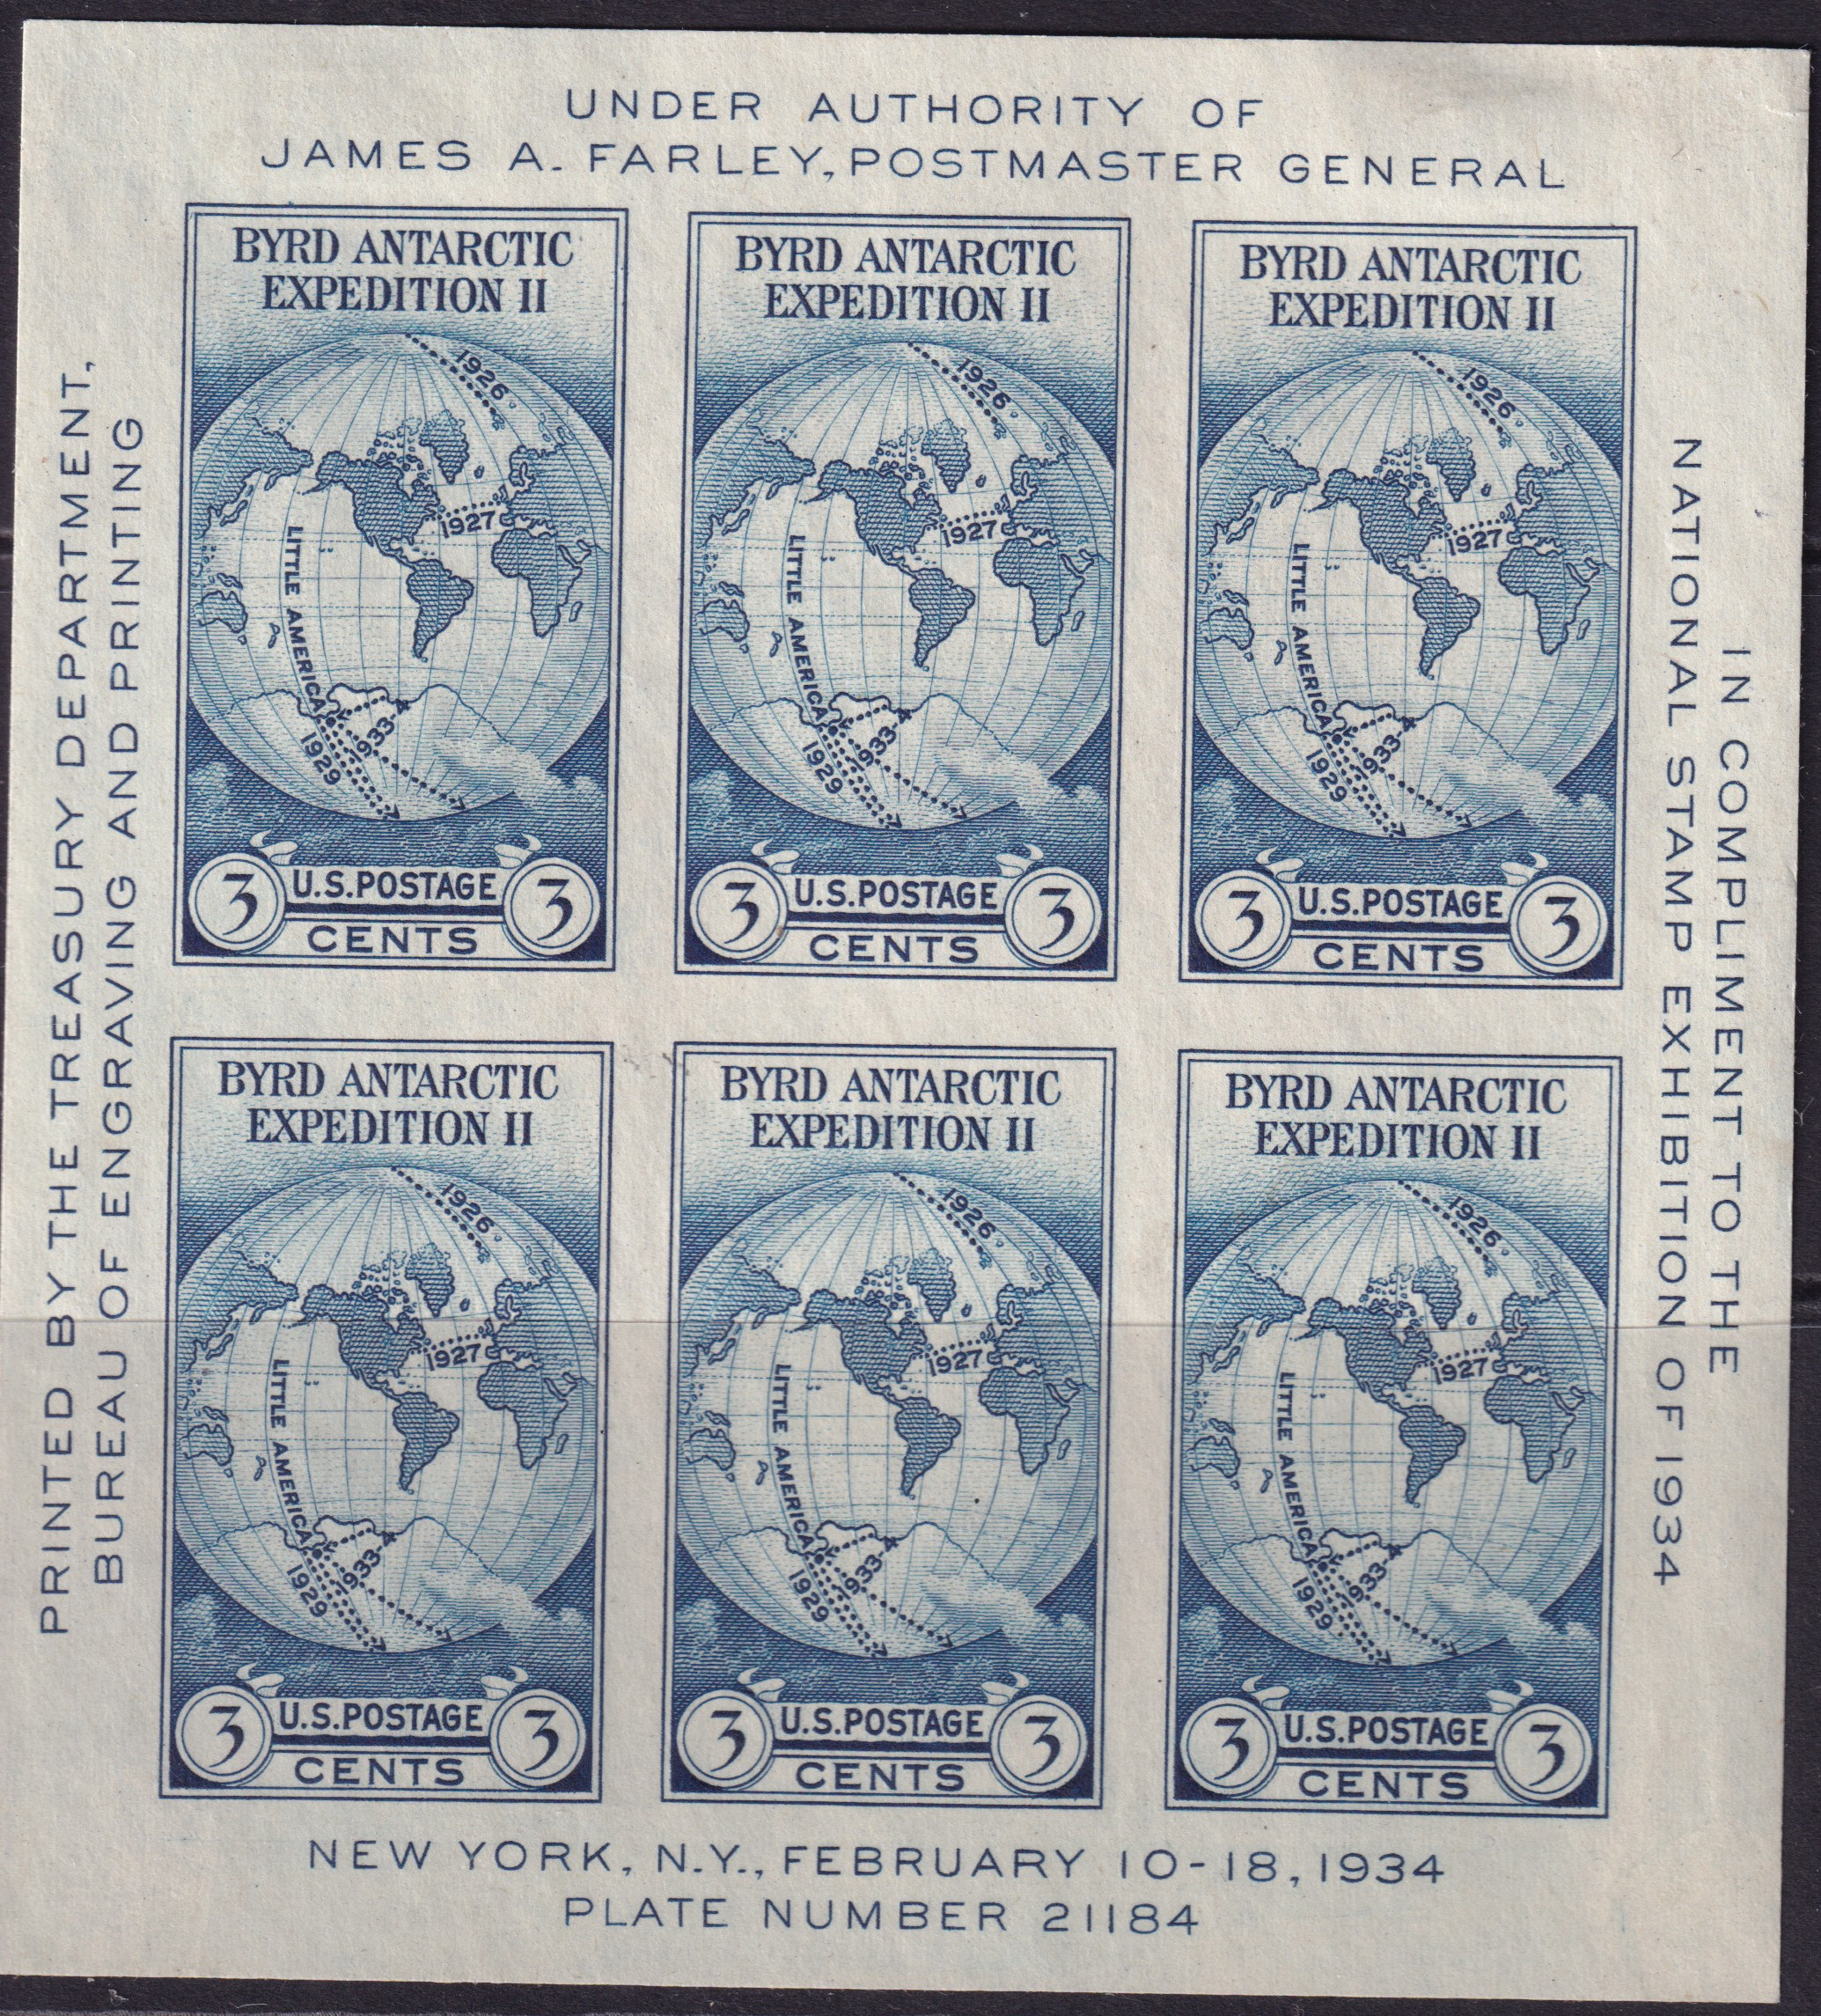 UNDER AUTHORITY OF
JAMES A. FARLEY, POSTMASTER GENERAL
PRINTED BY THE TREASURY DEPARTMENT,
BUREAU OF ENGRAVING AND PRINTING
BYRD ANTARCTIC
EXPEDITION II
1926
1927
LITTLE AMERICA
1929
1933
U.S. POSTAGE
3
3
CENTS
BYRD ANTARCTIC
EXPEDITION II
1926
1927
LITTLE AMERICA
1929
1933
U.S. POSTAGE
3
3
CENTS
BYRD ANTARCTIC
EXPEDITION II
1926
1927
LITTLE AMERICA
1929
1933
U.S. POSTAGE
3
3
CENTS
BYRD ANTARCTIC
EXPEDITION II
1926
1927
LITTLE AMERICA
1929
1933
U.S. POSTAGE
3
3
CENTS
BYRD ANTARCTIC
EXPEDITION II
1926
1927
LITTLE AMERICA
1929
1933
U.S. POSTAGE
3
3
CENTS
BYRD ANTARCTIC
EXPEDITION II
1926
1927
LITTLE AMERICA
1929
1933
U.S. POSTAGE
3
3
CENTS
IN COMPLIMENT TO THE
NATIONAL STAMP EXHIBITION OF 1934
NEW YORK, N.Y., FEBRUARY 10-18, 1934
PLATE NUMBER 21184